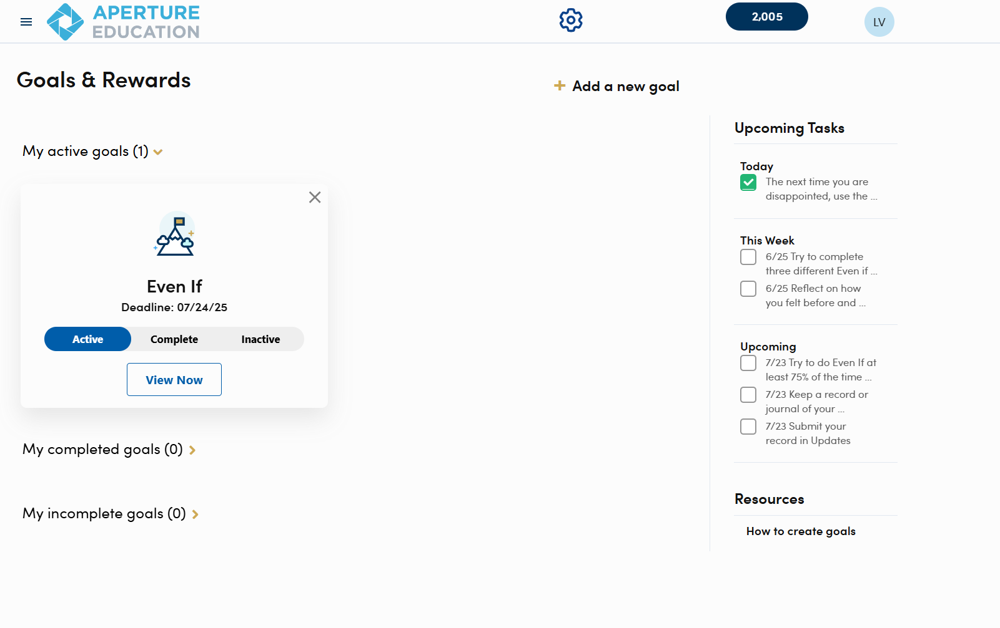 APERTURE
EDUCATION
2,005
LV
Goals & Rewards
Add a new goal
My active goals (1)
Even If
Deadline: 07/24/25
Active
Complete
Inactive
View Now
My completed goals (0)
My incomplete goals (0)
Upcoming Tasks
Today
The next time you are
disappointed, use the ...
This Week
6/25 Try to complete
three different Even if ...
6/25 Reflect on how
you felt before and ...
Upcoming
7/23 Try to do Even If at
least 75% of the time ...
7/23 Keep a record or
journal of your ...
7/23 Submit your
record in Updates
Resources
How to create goals